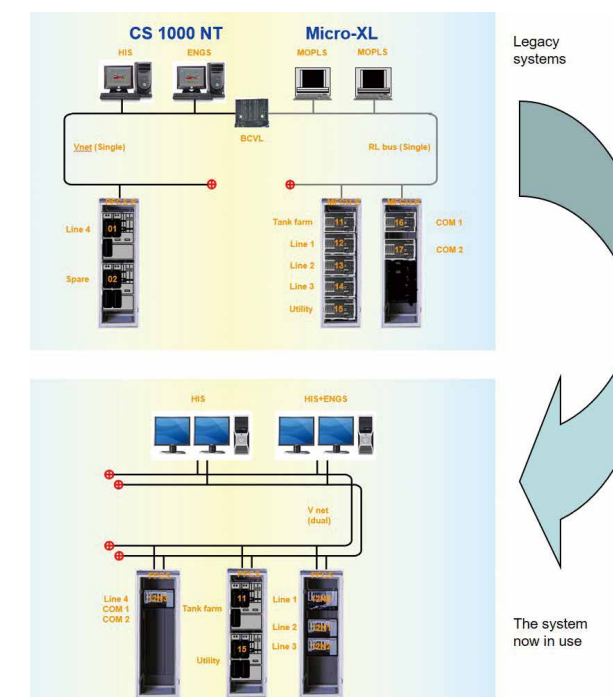 CS 1000 NT
Micro-XL
HIS
ENGS
MOPLS
MOPLS
Legacy
systems
BCVL
Vnet (Single)
RL bus (Single)
Line 4
01
Spare
02
Tank farm
11
Line 1
12
Line 2
13
Line 3
14
Utility
15
16
COM 1
17
COM 2
HIS
HIS+ENGS
V net
(dual)
Line 4
COM 1
COM 2
Tank farm
11
Utility
15
Line 1
Line 2
Line 3
The system
now in use